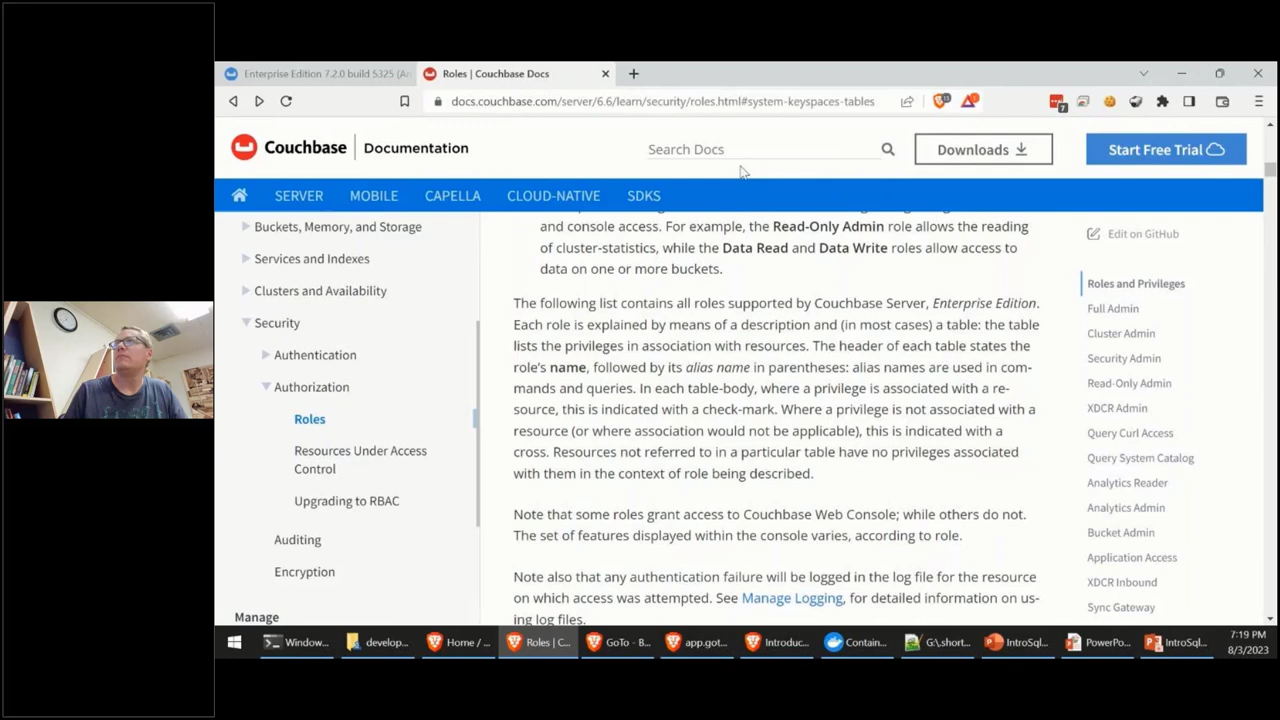 Enterprise Edition 7.2.0 build 5325 (An
Roles | Couchbase Docs
docs.couchbase.com/server/6.6/learn/security/roles.html#system-keyspaces-tables
Couchbase
Documentation
Search Docs
Downloads
Start Free Trial
SERVER
MOBILE
CAPELLA
CLOUD-NATIVE
SDKS
Buckets, Memory, and Storage
Services and Indexes
Clusters and Availability
Security
Authentication
Authorization
Roles
Resources Under Access
Control
Upgrading to RBAC
Auditing
Encryption
Manage
and console access. For example, the Read-Only Admin role allows the reading
of cluster-statistics, while the Data Read and Data Write roles allow access to
data on one or more buckets.
The following list contains all roles supported by Couchbase Server, Enterprise Edition.
Each role is explained by means of a description and (in most cases) a table: the table
lists the privileges in association with resources. The header of each table states the
role's name, followed by its alias name in parentheses: alias names are used in com-
mands and queries. In each table-body, where a privilege is associated with a re-
source, this is indicated with a check-mark. Where a privilege is not associated with a
resource (or where association would not be applicable), this is indicated with a
cross. Resources not referred to in a particular table have no privileges associated
with them in the context of role being described.
Note that some roles grant access to Couchbase Web Console; while others do not.
The set of features displayed within the console varies, according to role.
Note also that any authentication failure will be logged in the log file for the resource
on which access was attempted. See Manage Logging, for detailed information on us-
ing log files.
Edit on GitHub
Roles and Privileges
Full Admin
Cluster Admin
Security Admin
Read-Only Admin
XDCR Admin
Query Curl Access
Query System Catalog
Analytics Reader
Analytics Admin
Bucket Admin
Application Access
XDCR Inbound
Sync Gateway
Window...
develop...
Home / ...
Roles | C...
GoTo - B...
app.got...
Introduc...
Contain...
G:\.short...
IntroSql...
PowerPo...
IntroSql...
7:19 PM
8/3/2023